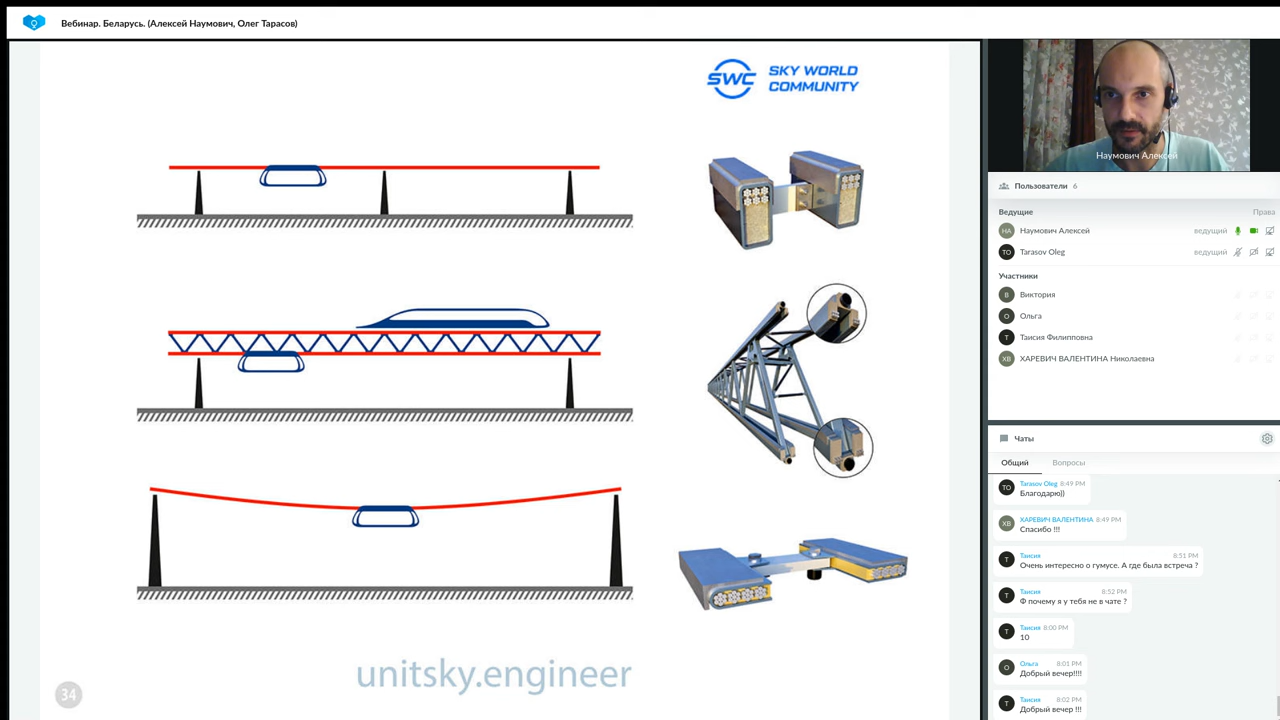 Вебинар. Беларусь. (Алексей Наумович, Олег Тарасов)
SWC
SKY WORLD
COMMUNITY
unitsky.engineer
34
Наумович Алексей
Пользователи 6
Ведущие Права
НА Наумович Алексей ведущий
TO Tarasov Oleg ведущий
Участники
В Виктория
О Ольга
Т Таисия Филипповна
ХВ ХАРЕВИЧ ВАЛЕНТИНА Николаевна
Чаты
Общий Вопросы
TO Tarasov Oleg 8:49 PM
Благодарю))
ХВ ХАРЕВИЧ ВАЛЕНТИНА 8:49 PM
Спасибо !!!
Т Таисия 8:51 PM
Очень интересно о гумусе. А где была встреча ?
Т Таисия 8:52 PM
Ф почему я у тебя не в чате ?
Т Таисия 8:00 PM
10
О Ольга 8:01 PM
Добрый вечер!!!!
Т Таисия 8:02 PM
Добрый вечер !!!